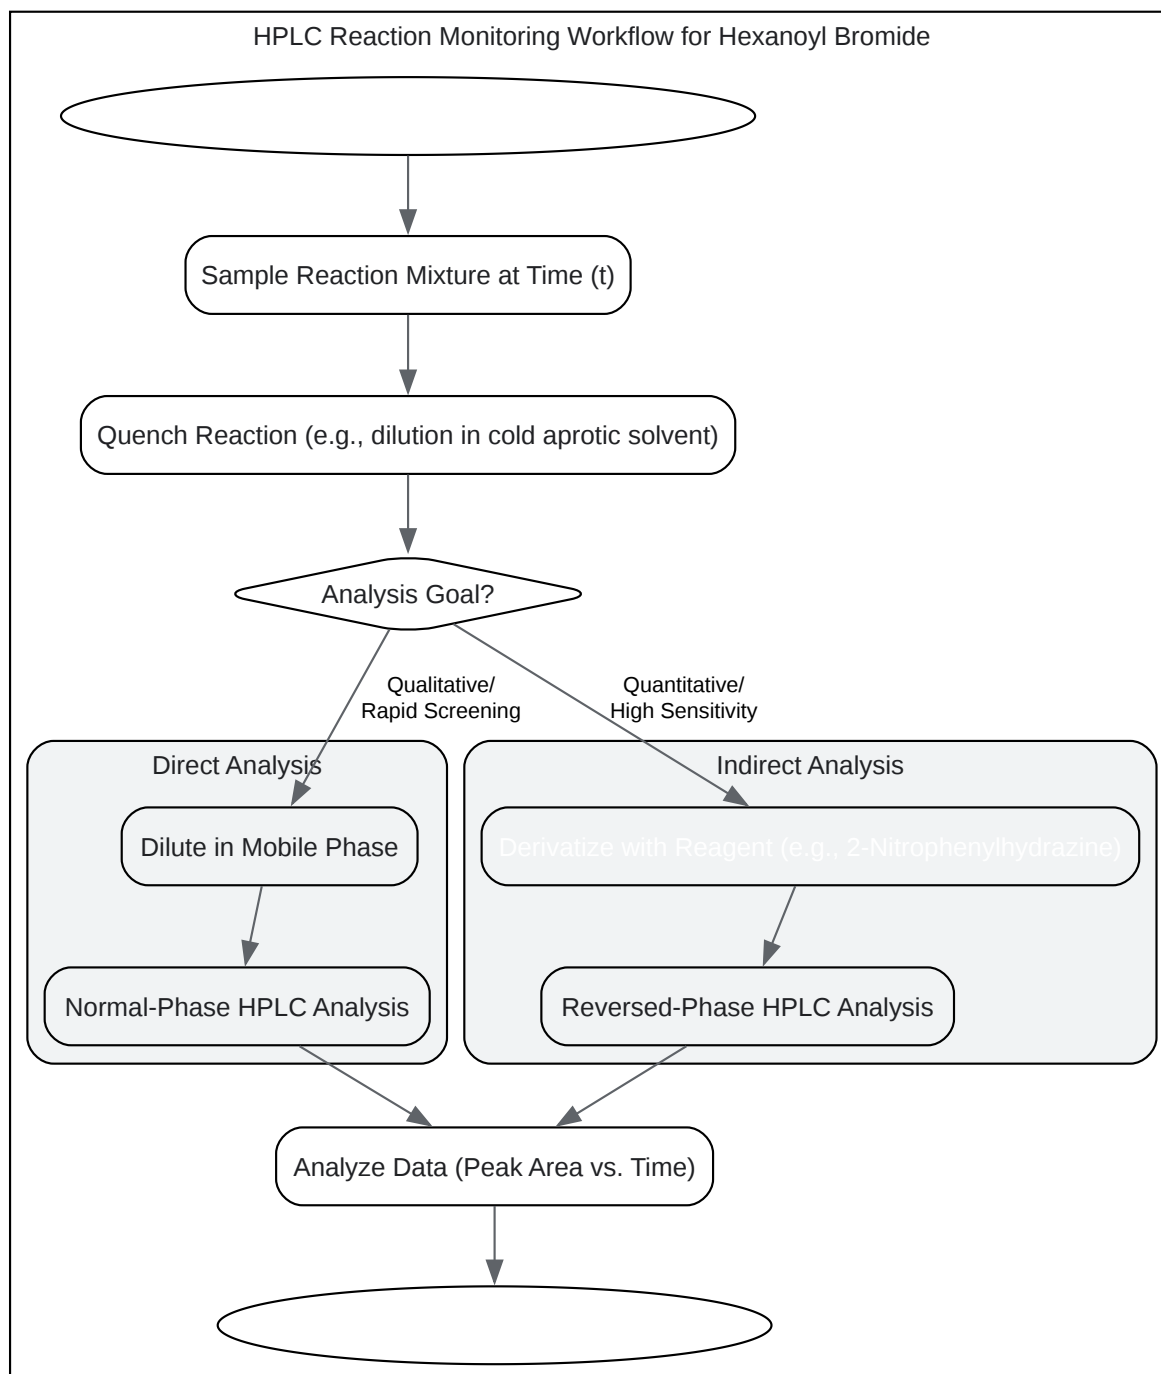 HPLC Reaction Monitoring Workflow for Hexanoyl Bromide
Sample Reaction Mixture at Time (t)
Quench Reaction (e.g., dilution in cold aprotic solvent)
Analysis Goal?
Qualitative/
Rapid Screening
Quantitative/
High Sensitivity
Direct Analysis
Indirect Analysis
Dilute in Mobile Phase
Derivatize with Reagent (e.g., 2-Nitrophenylhydrazine)
Normal-Phase HPLC Analysis
Reversed-Phase HPLC Analysis
Analyze Data (Peak Area vs. Time)